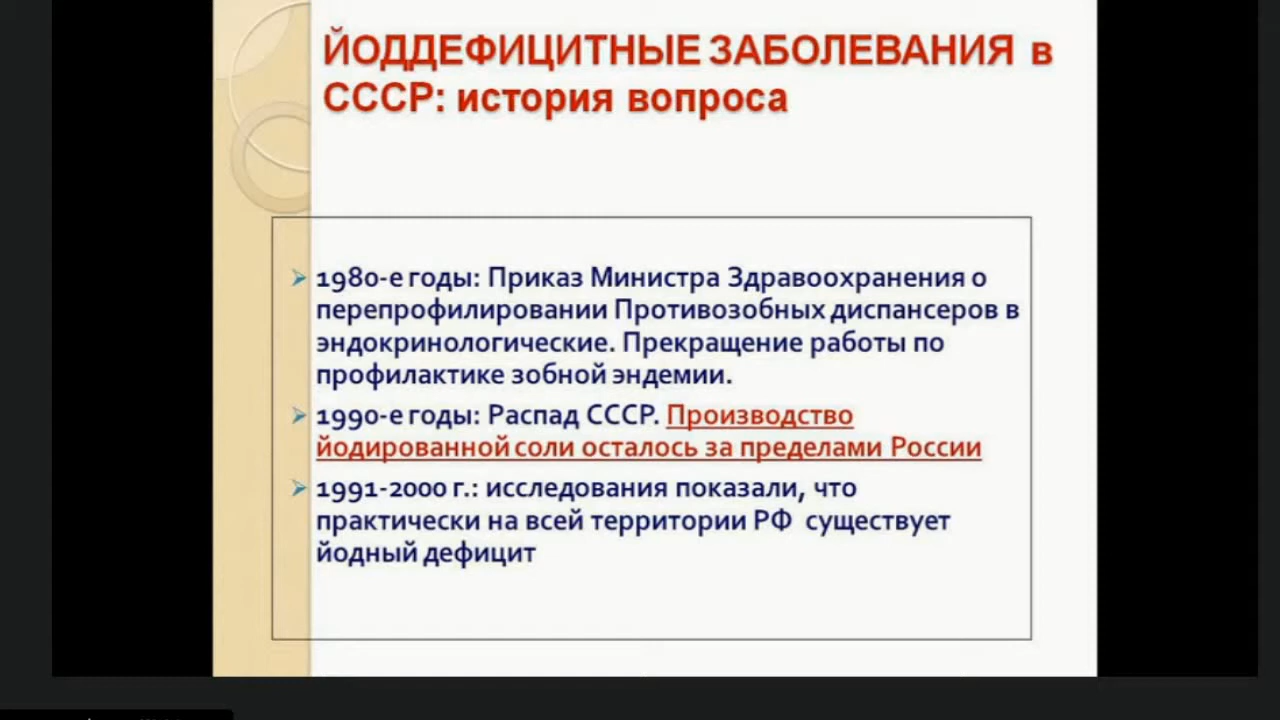 ЙОДДЕФИЦИТНЫЕ ЗАБОЛЕВАНИЯ в
СССР: история вопроса
1980-е годы: Приказ Министра Здравоохранения о
перепрофилировании Противозобных диспансеров в
эндокринологические. Прекращение работы по
профилактике зобной эндемии.
1990-е годы: Распад СССР. Производство
йодированной соли осталось за пределами России
1991-2000 г.: исследования показали, что
практически на всей территории РФ существует
йодный дефицит